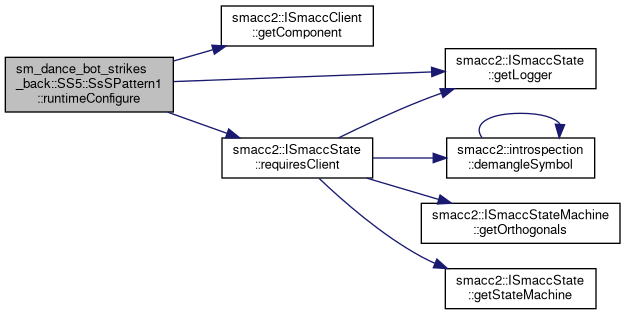 sm_dance_bot_strikes
_back::SS5::SsSPattern1
::runtimeConfigure
smacc2::ISmaccClient
::getComponent
smacc2::ISmaccState
::getLogger
smacc2::ISmaccState
::requiresClient
smacc2::introspection
::demangleSymbol
smacc2::ISmaccStateMachine
::getOrthogonals
smacc2::ISmaccState
::getStateMachine